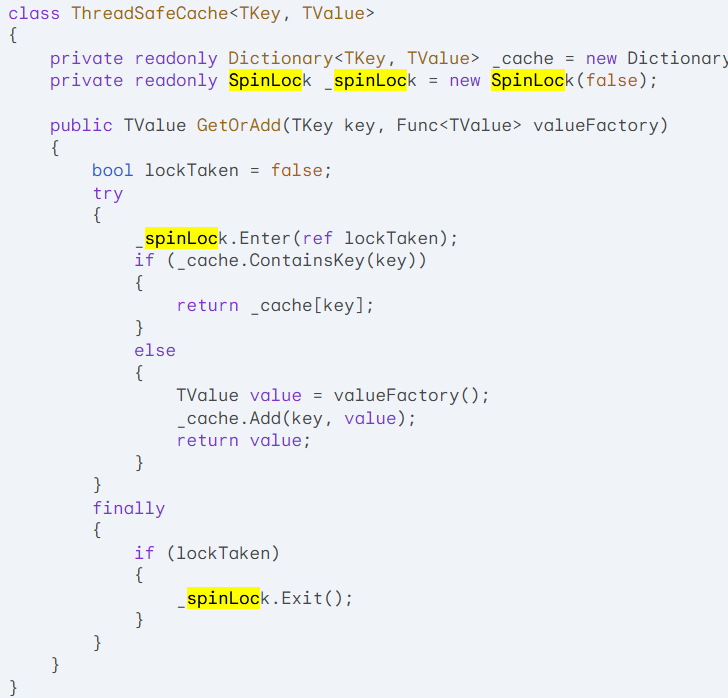 class ThreadSafeCache<TKey, TValue>
{
    private readonly Dictionary<TKey, TValue> _cache = new Dictionary
    private readonly SpinLock _spinLock = new SpinLock(false);

    public TValue GetOrAdd(TKey key, Func<TValue> valueFactory)
    {
        bool lockTaken = false;
        try
        {
            _spinLock.Enter(ref lockTaken);
            if (_cache.ContainsKey(key))
            {
                return _cache[key];
            }
            else
            {
                TValue value = valueFactory();
                _cache.Add(key, value);
                return value;
            }
        }
        finally
        {
            if (lockTaken)
            {
                _spinLock.Exit();
            }
        }
    }
}